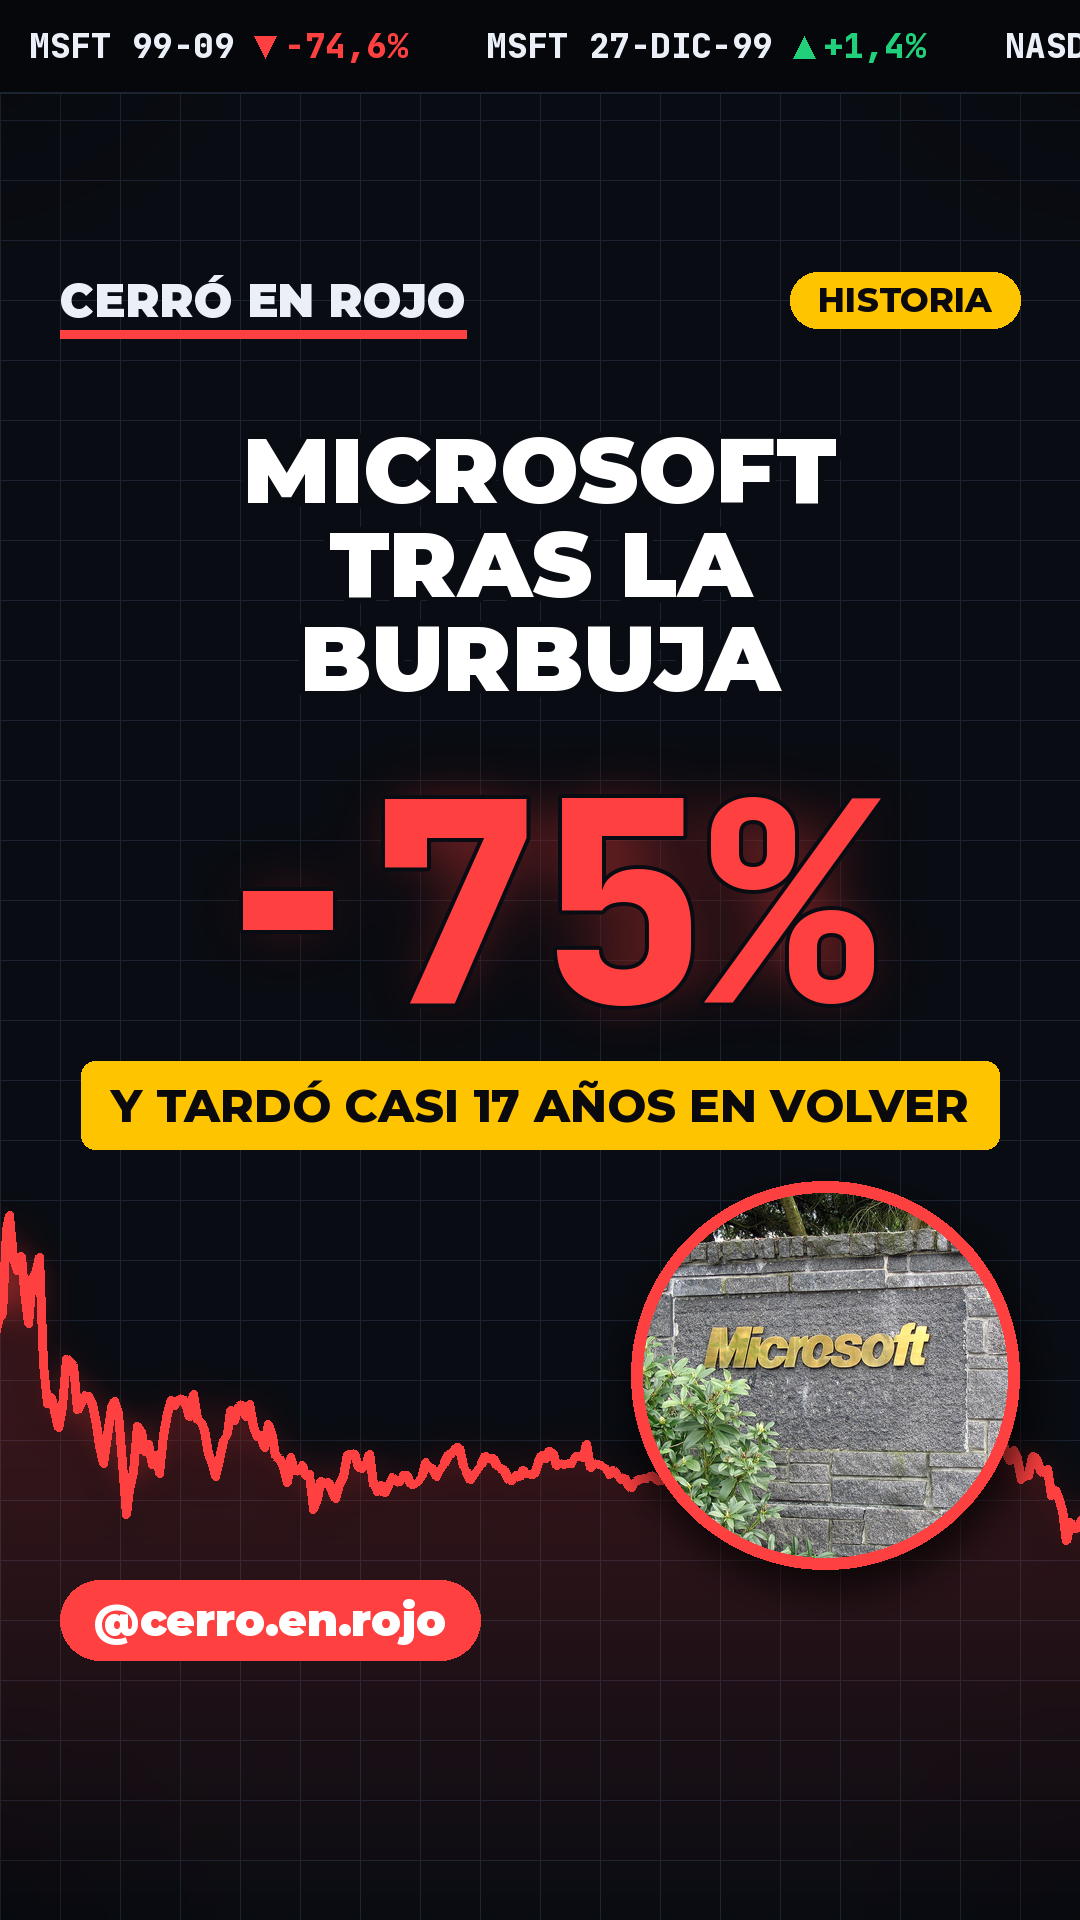 MSFT 99-09 ▼-74,6% MSFT 27-DIC-99 ▲+1,4% NASD
CERRÓ EN ROJO
HISTORIA
MICROSOFT
TRAS LA
BURBUJA
-75%
Y TARDÓ CASI 17 AÑOS EN VOLVER
Microsoft
@cerro.en.rojo